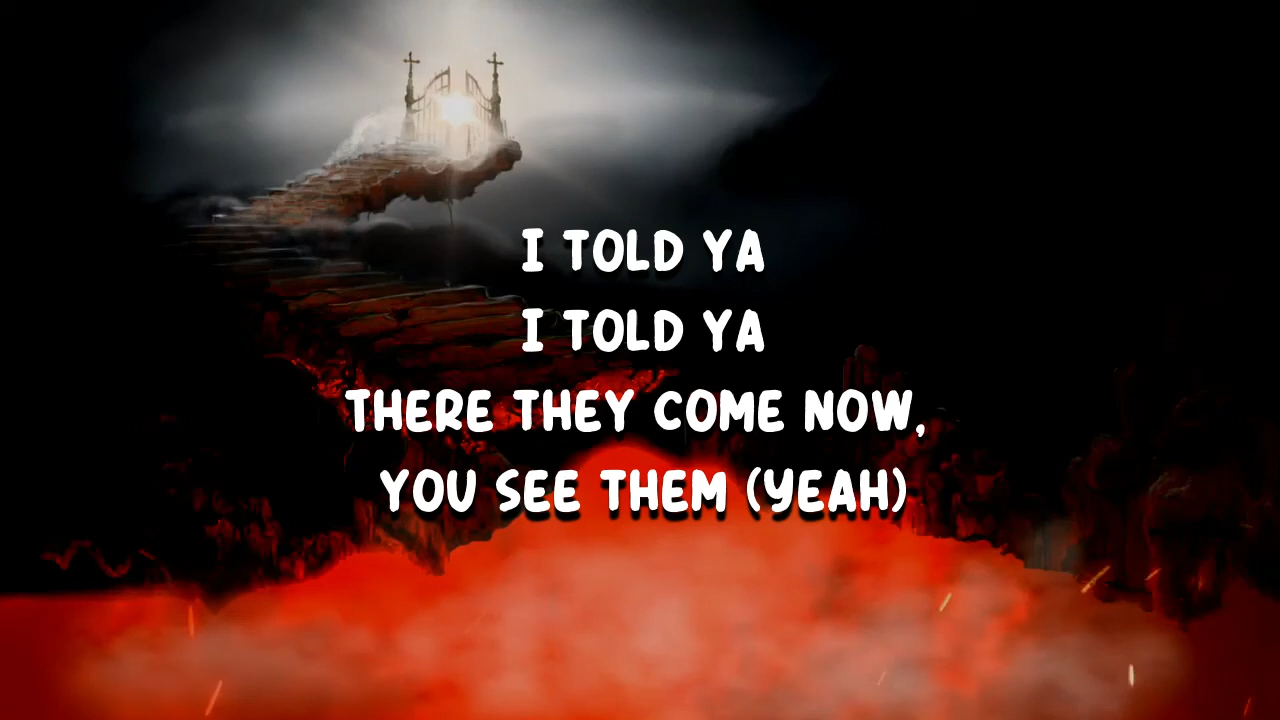 I TOLD YA
I TOLD YA
THERE THEY COME NOW,
YOU SEE THEM (YEAH)